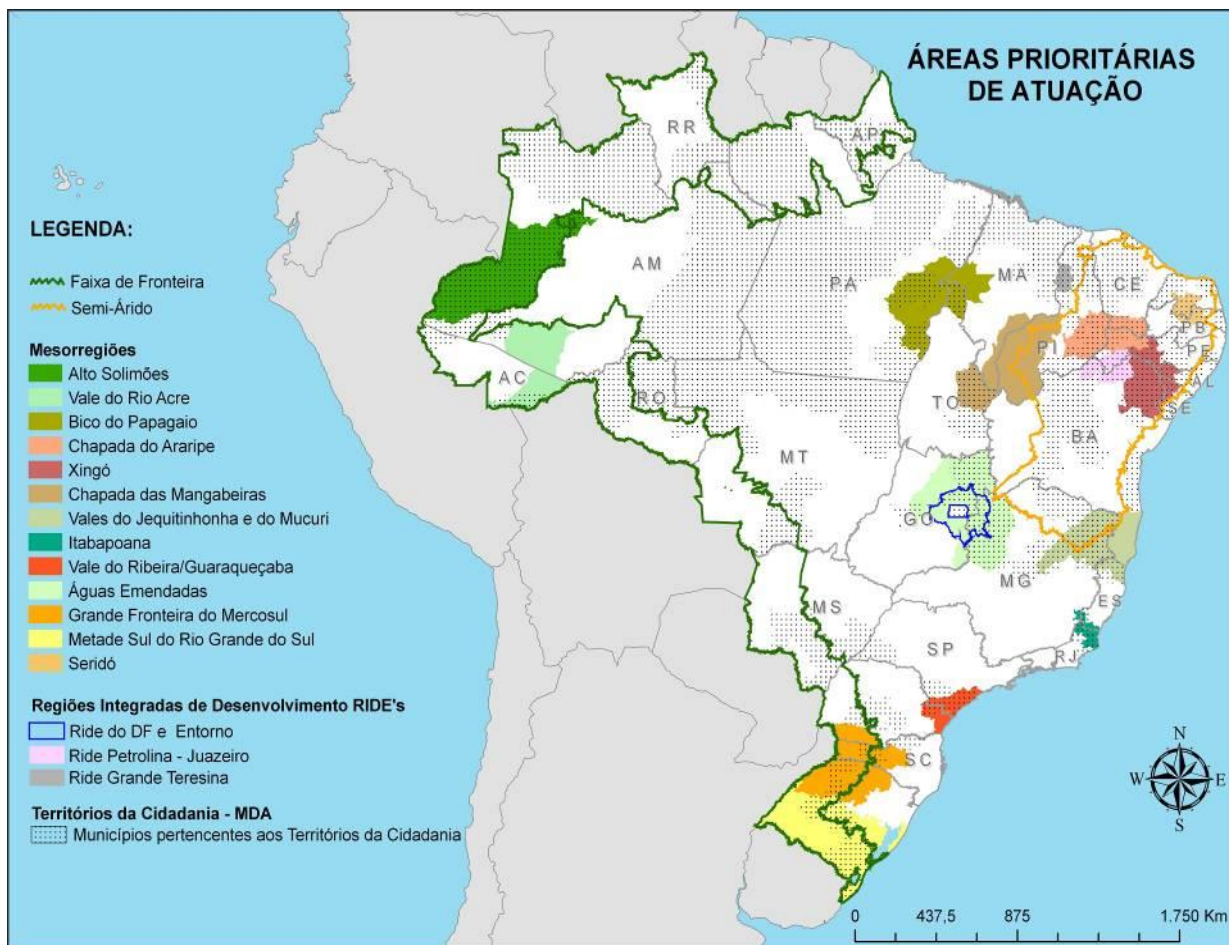 ÁREAS PRIORITÁRIAS
DE ATUAÇÃO
RR
AP
AM
PA
MA
CE
PB
PE
AL
SE
PI
AC
RO
TO
BA
MT
GO
MG
ES
MS
SP
RJ
SC
LEGENDA:
Faixa de Fronteira
Semi-Árido
Mesorregiões
Alto Solimões
Vale do Rio Acre
Bico do Papagaio
Chapada do Araripe
Xingó
Chapada das Mangabeiras
Vales do Jequitinhonha e do Mucuri
Itabapoana
Vale do Ribeira/Guaraqueçaba
Águas Emendadas
Grande Fronteira do Mercosul
Metade Sul do Rio Grande do Sul
Seridó
Regiões Integradas de Desenvolvimento RIDE's
Ride do DF e Entorno
Ride Petrolina - Juazeiro
Ride Grande Teresina
Territórios da Cidadania - MDA
Municípios pertencentes aos Territórios da Cidadania
N
W E
S
0 437,5 875 1.750 Km